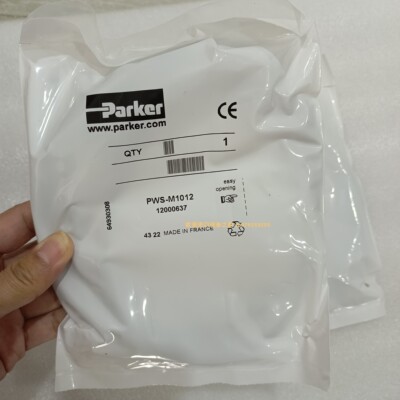 Parker
www.parker.com
CE
QTY 1
easy
opening
PWS-M1012
12000637
64930308
43 22 MADE IN FRANCE